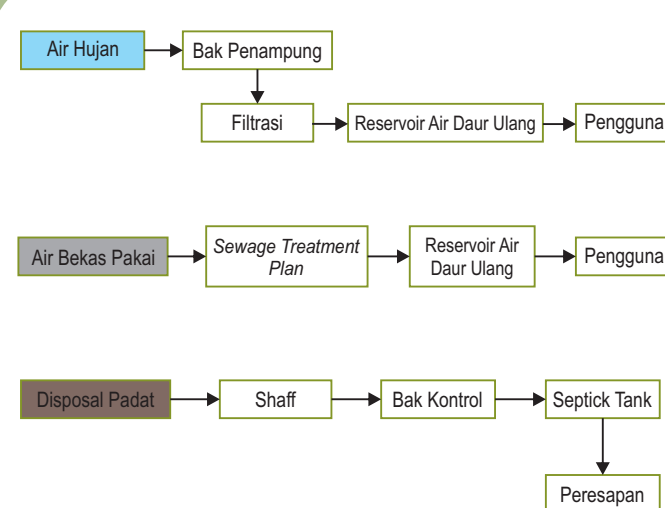 Air Hujan
Bak Penampung
Filtrasi
Reservoir Air Daur Ulang
Pengguna
Air Bekas Pakai
Sewage Treatment
Plan
Reservoir Air
Daur Ulang
Pengguna
Disposal Padat
Shaff
Bak Kontrol
Septick Tank
Peresapan